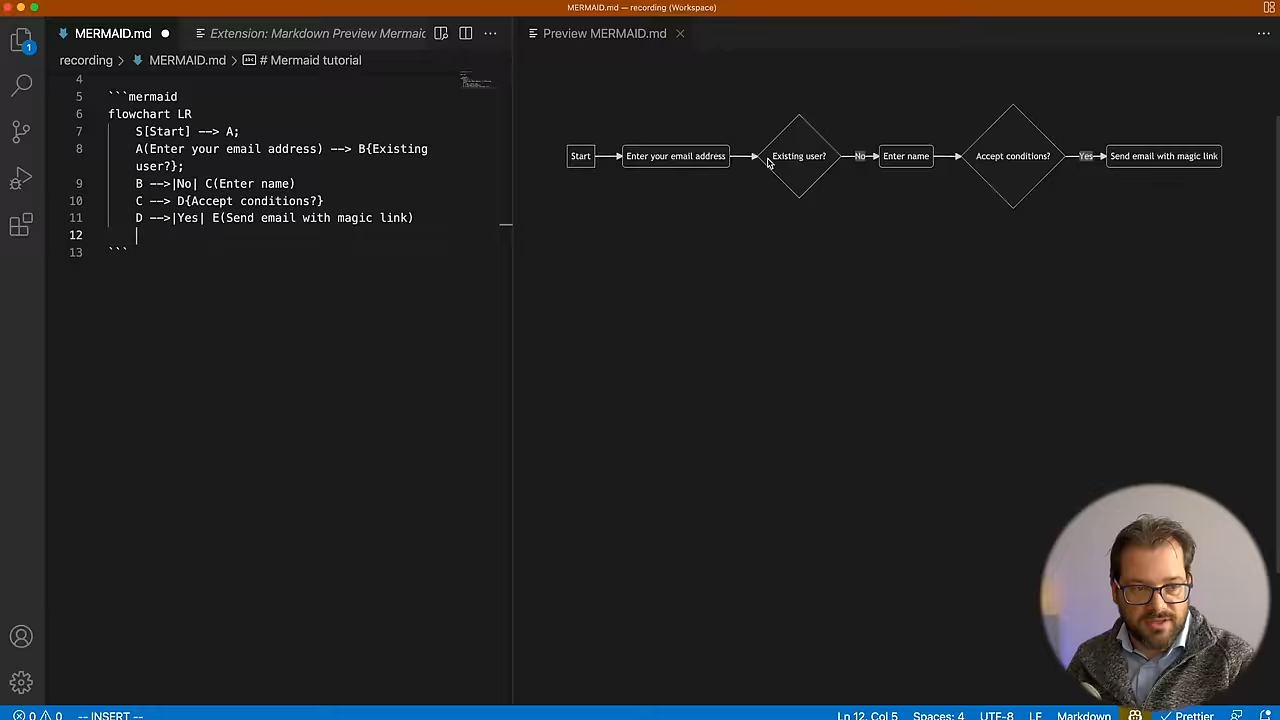 MERMAID.md — recording (Workspace)
MERMAID.md
Extension: Markdown Preview Mermaid
Preview MERMAID.md
recording > MERMAID.md > # Mermaid tutorial
1
4
5 ```mermaid
6 flowchart LR
7 S[Start] --> A;
8 A(Enter your email address) --> B{Existing
user?};
9 B -->|No| C(Enter name)
10 C --> D{Accept conditions?}
11 D -->|Yes| E(Send email with magic link)
12
13 ```
Start
Enter your email address
Existing user?
No
Enter name
Accept conditions?
Yes
Send email with magic link
0 0 -- INSERT -- Ln 12, Col 5 Spaces: 4 UTF-8 LF Markdown Prettier